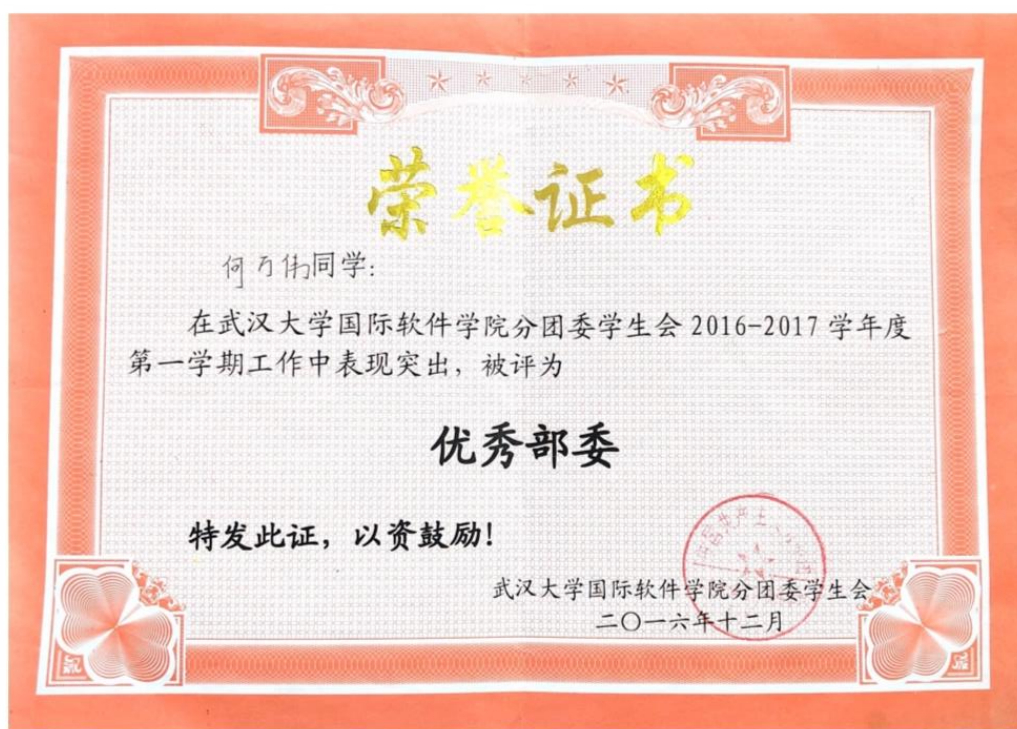 荣誉证书
何万伟同学:
在武汉大学国际软件学院分团委学生会 2016-2017 学年度
第一学期工作中表现突出，被评为
优秀部委
特发此证，以资鼓励!
武汉大学国际软件学院分团委学生会
二〇一六年十二月